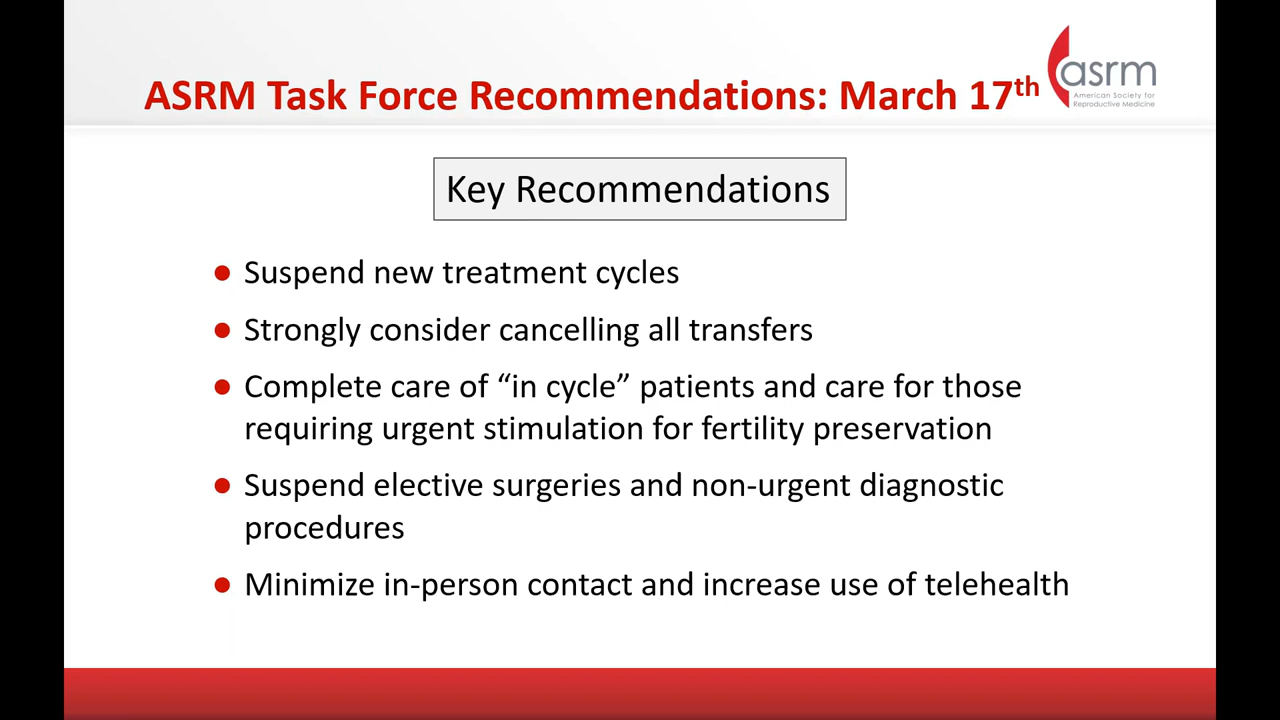 ASRM Task Force Recommendations: March 17th
asrm
American Society for
Reproductive Medicine
Key Recommendations
● Suspend new treatment cycles
● Strongly consider cancelling all transfers
● Complete care of “in cycle” patients and care for those
requiring urgent stimulation for fertility preservation
● Suspend elective surgeries and non-urgent diagnostic
procedures
● Minimize in-person contact and increase use of telehealth